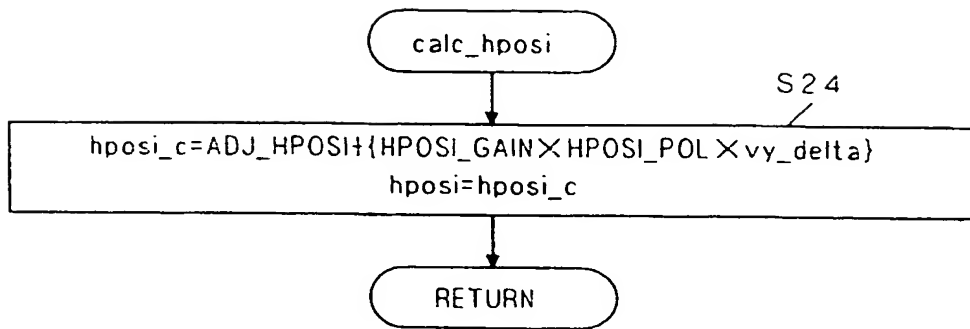 calc_hposi
S24
hposi_c=ADJ_HPOSI+{HPOSI_GAIN×HPOSI_POL×vy_delta}
hposi=hposi_c
RETURN